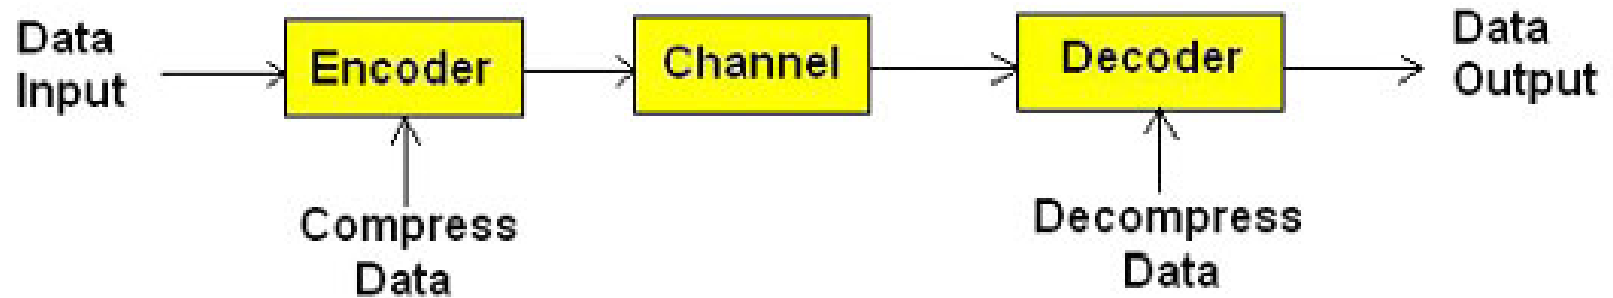 Data
Input
Encoder
Channel
Decoder
Data
Output
Compress
Data
Decompress
Data